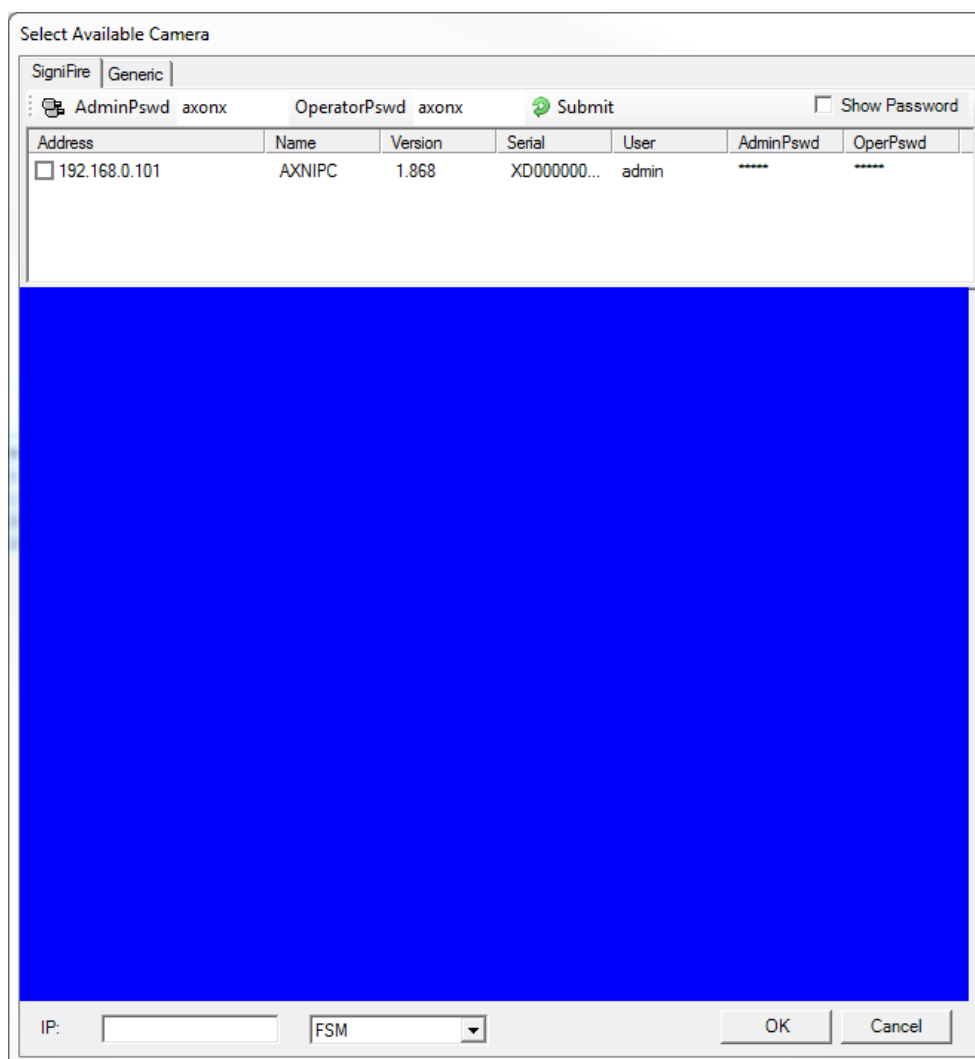 Select Available Camera
SigniFire Generic
AdminPswd axonx OperatorPswd axonx Submit Show Password
Address Name Version Serial User AdminPswd OperPswd
192.168.0.101 AXNIPC 1.868 XD000000... admin ***** *****
IP: FSM OK Cancel